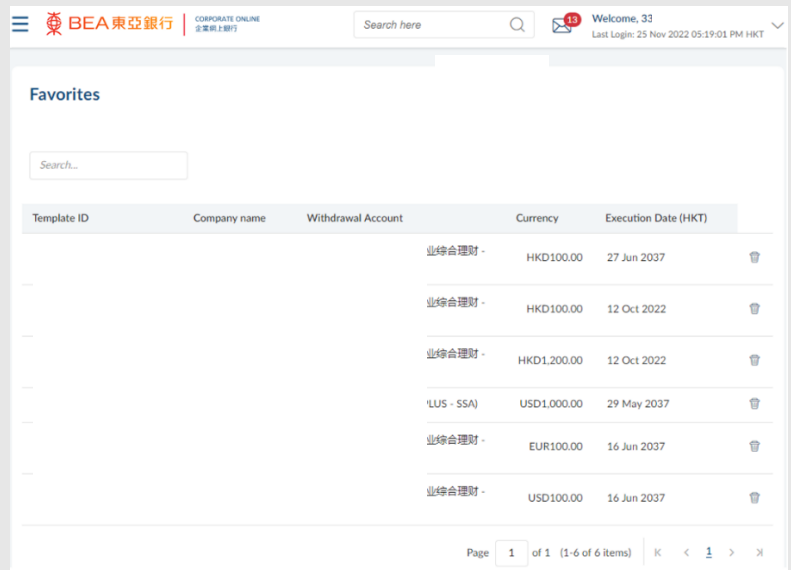 BEA東亞銀行
CORPORATE ONLINE
企業網上銀行
Search here
13
Welcome, 33
Last Login: 25 Nov 2022 05:19:01 PM HKT
Favorites
Search...
Template ID Company name Withdrawal Account Currency Execution Date (HKT)
业综合理财 -
HKD100.00 27 Jun 2037
业综合理财 -
HKD100.00 12 Oct 2022
业综合理财 -
HKD1,200.00 12 Oct 2022
PLUS - SSA) USD1,000.00 29 May 2037
业综合理财 -
EUR100.00 16 Jun 2037
业综合理财 -
USD100.00 16 Jun 2037
Page 1 of 1 (1-6 of 6 items) K < 1 > >|